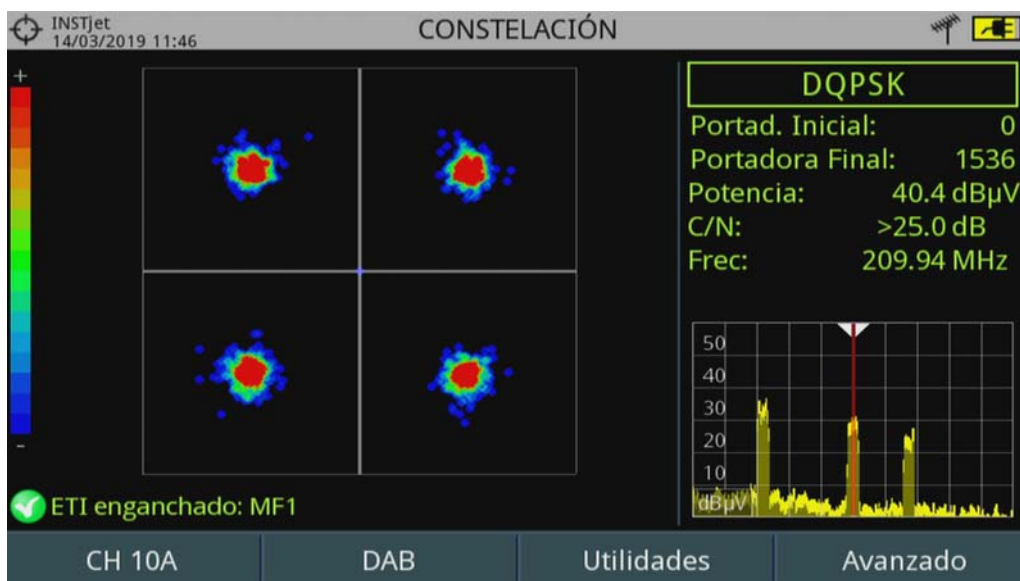 INSTjet
14/03/2019 11:46
CONSTELACIÓN
+
-
DQPSK
Portad. Inicial: 0
Portadora Final: 1536
Potencia: 40.4 dBµV
C/N: >25.0 dB
Frec: 209.94 MHz
50
40
30
20
10
dBµV
ETI enganchado: MF1
CH 10A DAB Utilidades Avanzado